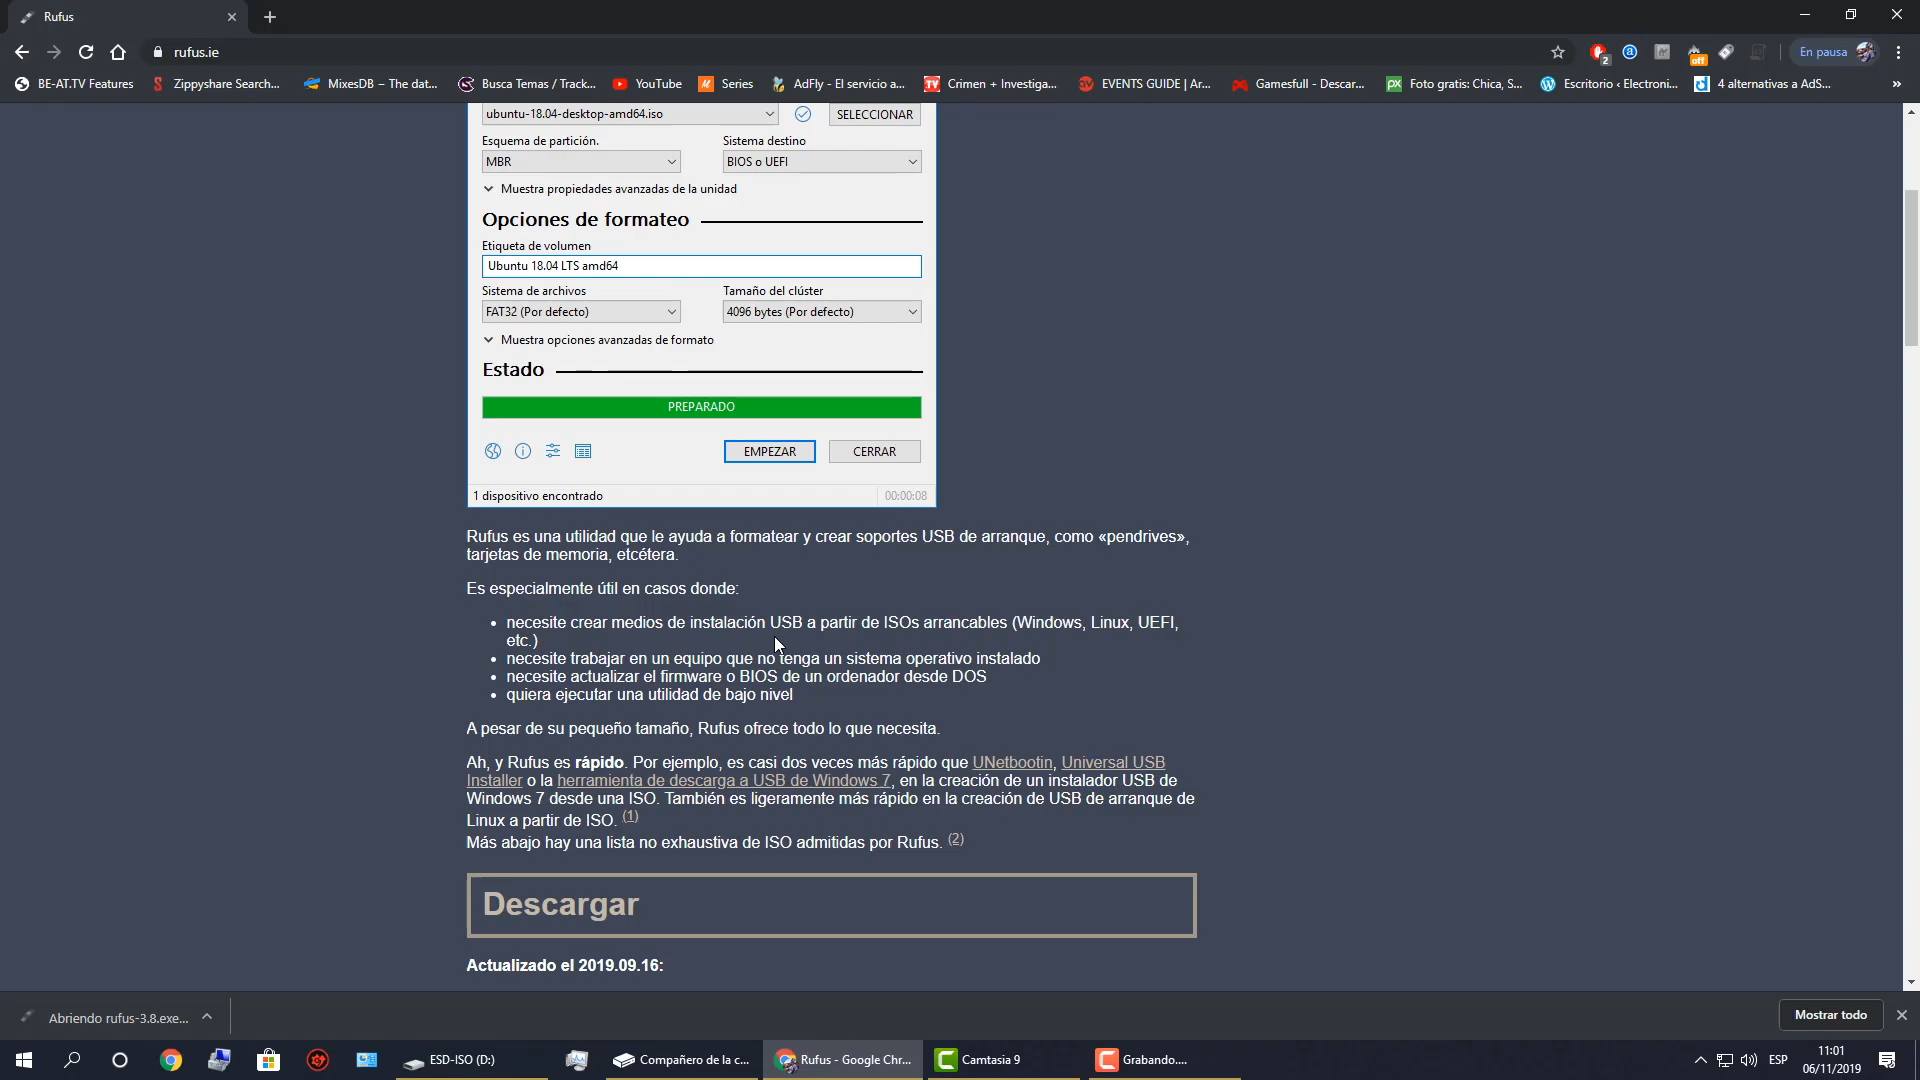 Rufus
rufus.ie
2
off
En pausa
BE-AT.TV Features
Zippyshare Search...
MixesDB – The dat...
Busca Temas / Track...
YouTube
Series
AdFly - El servicio a...
Crimen + Investiga...
EVENTS GUIDE | Ar...
Gamesfull - Descar...
Foto gratis: Chica, S...
Escritorio ‹ Electroni...
4 alternativas a AdS...
»
ubuntu-18.04-desktop-amd64.iso
SELECCIONAR
Esquema de partición.
Sistema destino
MBR
BIOS o UEFI
Muestra propiedades avanzadas de la unidad
Opciones de formateo
Etiqueta de volumen
Ubuntu 18.04 LTS amd64
Sistema de archivos
Tamaño del clúster
FAT32 (Por defecto)
4096 bytes (Por defecto)
Muestra opciones avanzadas de formato
Estado
PREPARADO
EMPEZAR
CERRAR
1 dispositivo encontrado
00:00:08
Rufus es una utilidad que le ayuda a formatear y crear soportes USB de arranque, como «pendrives»,
tarjetas de memoria, etcétera.
Es especialmente útil en casos donde:
• necesite crear medios de instalación USB a partir de ISOs arrancables (Windows, Linux, UEFI,
etc.)
• necesite trabajar en un equipo que no tenga un sistema operativo instalado
• necesite actualizar el firmware o BIOS de un ordenador desde DOS
• quiera ejecutar una utilidad de bajo nivel
A pesar de su pequeño tamaño, Rufus ofrece todo lo que necesita.
Ah, y Rufus es rápido. Por ejemplo, es casi dos veces más rápido que UNetbootin, Universal USB
Installer o la herramienta de descarga a USB de Windows 7, en la creación de un instalador USB de
Windows 7 desde una ISO. También es ligeramente más rápido en la creación de USB de arranque de
Linux a partir de ISO. (1)
Más abajo hay una lista no exhaustiva de ISO admitidas por Rufus. (2)
Descargar
Actualizado el 2019.09.16:
Abriendo rufus-3.8.exe...
Mostrar todo
ESD-ISO (D:)
Compañero de la c...
Rufus - Google Chr...
Camtasia 9
Grabando....
ESP
11:01
06/11/2019